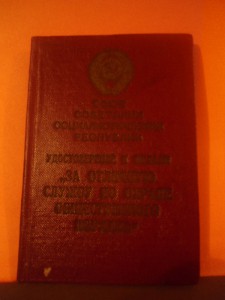 СОЮЗ
СОВЕТСКИХ
СОЦИАЛИСТИЧЕСКИХ
РЕСПУБЛИК
УДОСТОВЕРЕНИЕ К МЕДАЛИ
„ЗА ОТЛИЧНУЮ
СЛУЖБУ ПО ОХРАНЕ
ОБЩЕСТВЕННОГО
ПОРЯДКА"